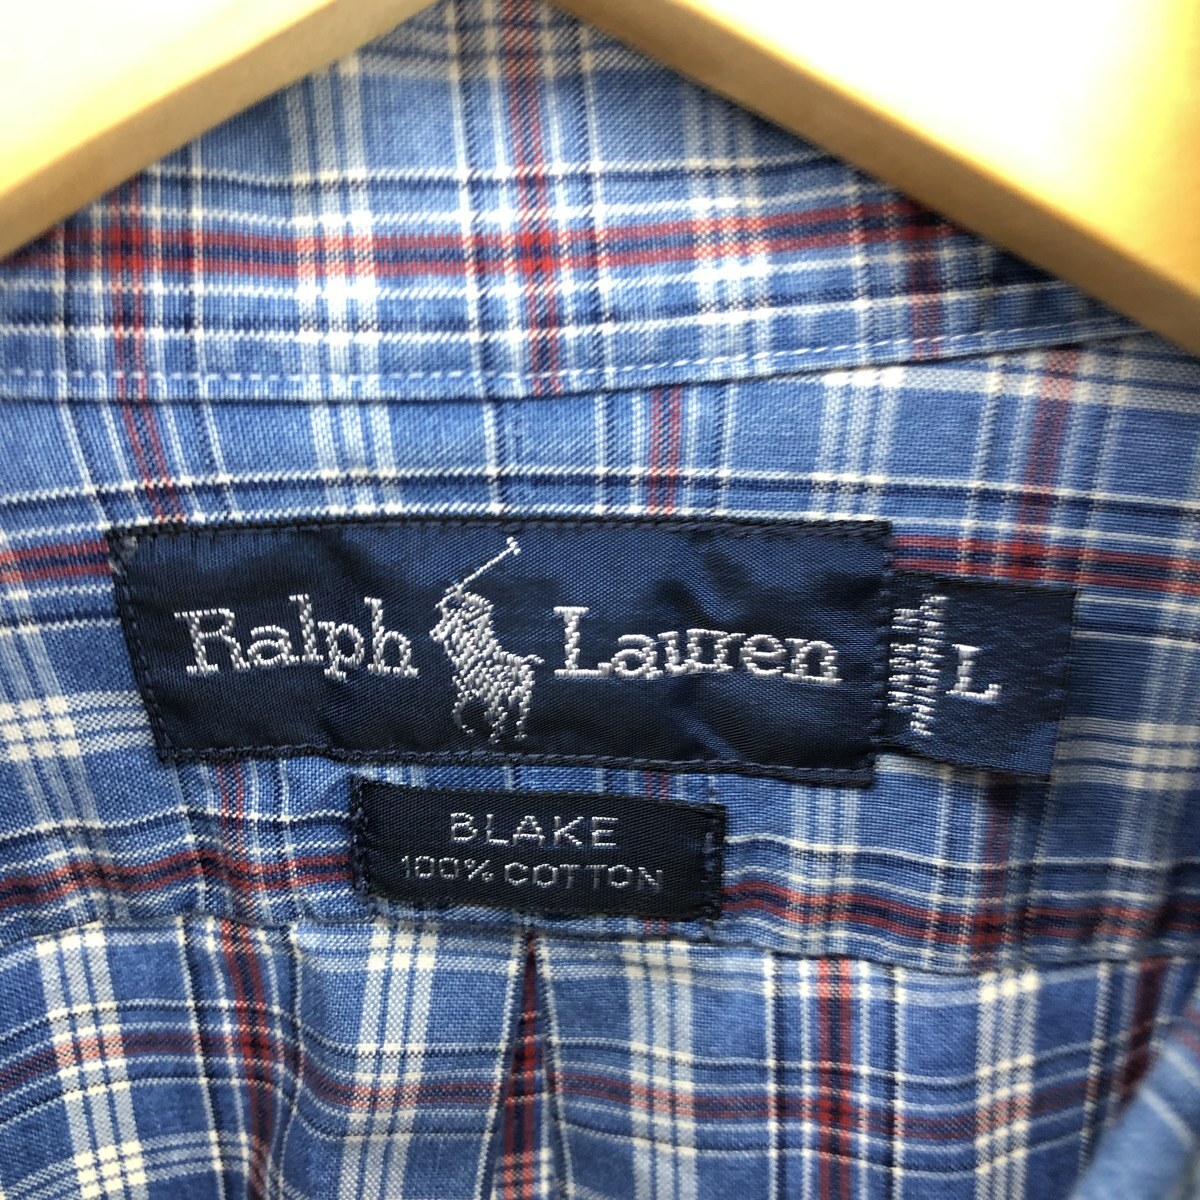 Ralph Lauren
L
BLAKE
100% COTTON